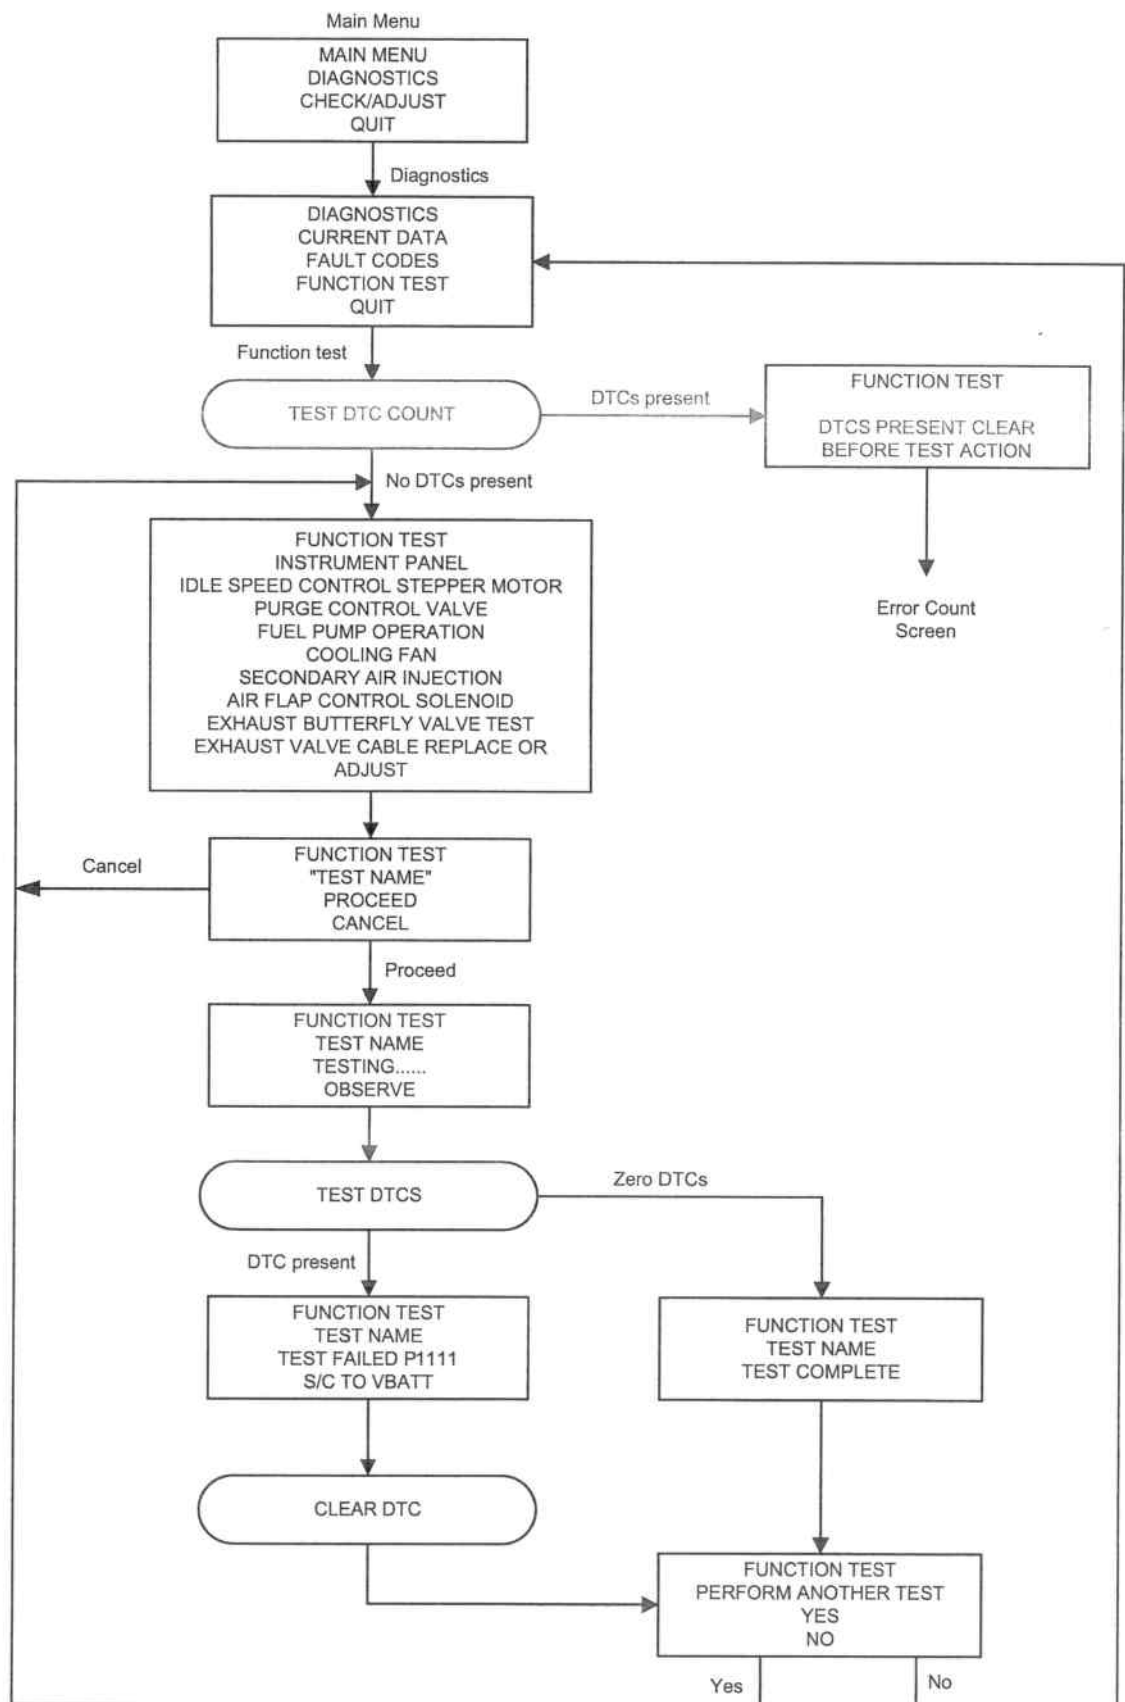 Main Menu
MAIN MENU
DIAGNOSTICS
CHECK/ADJUST
QUIT
Diagnostics
DIAGNOSTICS
CURRENT DATA
FAULT CODES
FUNCTION TEST
QUIT
Function test
TEST DTC COUNT
DTCs present
FUNCTION TEST
DTCS PRESENT CLEAR
BEFORE TEST ACTION
No DTCs present
FUNCTION TEST
INSTRUMENT PANEL
IDLE SPEED CONTROL STEPPER MOTOR
PURGE CONTROL VALVE
FUEL PUMP OPERATION
COOLING FAN
SECONDARY AIR INJECTION
AIR FLAP CONTROL SOLENOID
EXHAUST BUTTERFLY VALVE TEST
EXHAUST VALVE CABLE REPLACE OR
ADJUST
Error Count
Screen
Cancel
FUNCTION TEST
"TEST NAME"
PROCEED
CANCEL
Proceed
FUNCTION TEST
TEST NAME
TESTING......
OBSERVE
TEST DTCS
Zero DTCs
DTC present
FUNCTION TEST
TEST NAME
TEST FAILED P1111
S/C TO VBATT
FUNCTION TEST
TEST NAME
TEST COMPLETE
CLEAR DTC
FUNCTION TEST
PERFORM ANOTHER TEST
YES
NO
Yes
No